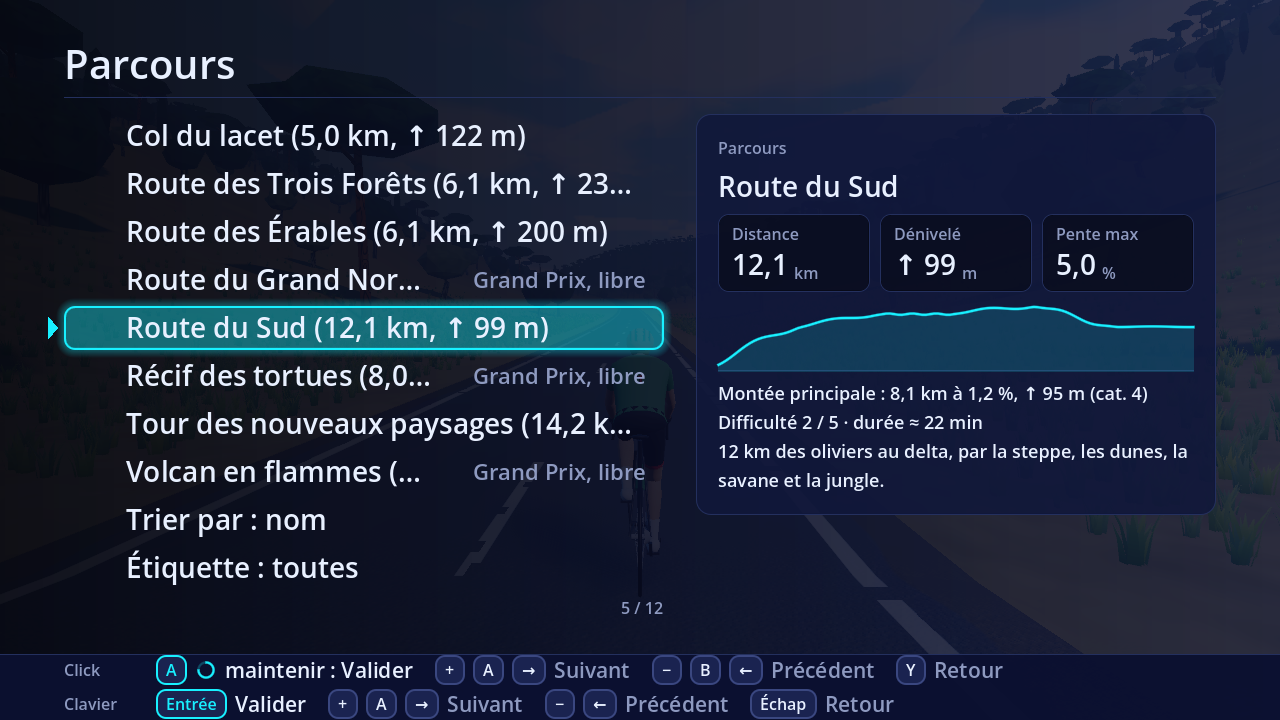 Parcours
Col du lacet (5,0 km, ↑ 122 m)
Route des Trois Forêts (6,1 km, ↑ 23...
Route des Érables (6,1 km, ↑ 200 m)
Route du Grand Nor... Grand Prix, libre
Route du Sud (12,1 km, ↑ 99 m)
Récif des tortues (8,0... Grand Prix, libre
Tour des nouveaux paysages (14,2 k...
Volcan en flammes (... Grand Prix, libre
Trier par : nom
Étiquette : toutes
5 / 12
Parcours
Route du Sud
Distance Dénivelé Pente max
12,1 km ↑ 99 m 5,0 %
Montée principale : 8,1 km à 1,2 %, ↑ 95 m (cat. 4)
Difficulté 2 / 5 · durée ≈ 22 min
12 km des oliviers au delta, par la steppe, les dunes, la
savane et la jungle.
Click A maintenir : Valider + A → Suivant − B ← Précédent Y Retour
Clavier Entrée Valider + A → Suivant − ← Précédent Échap Retour